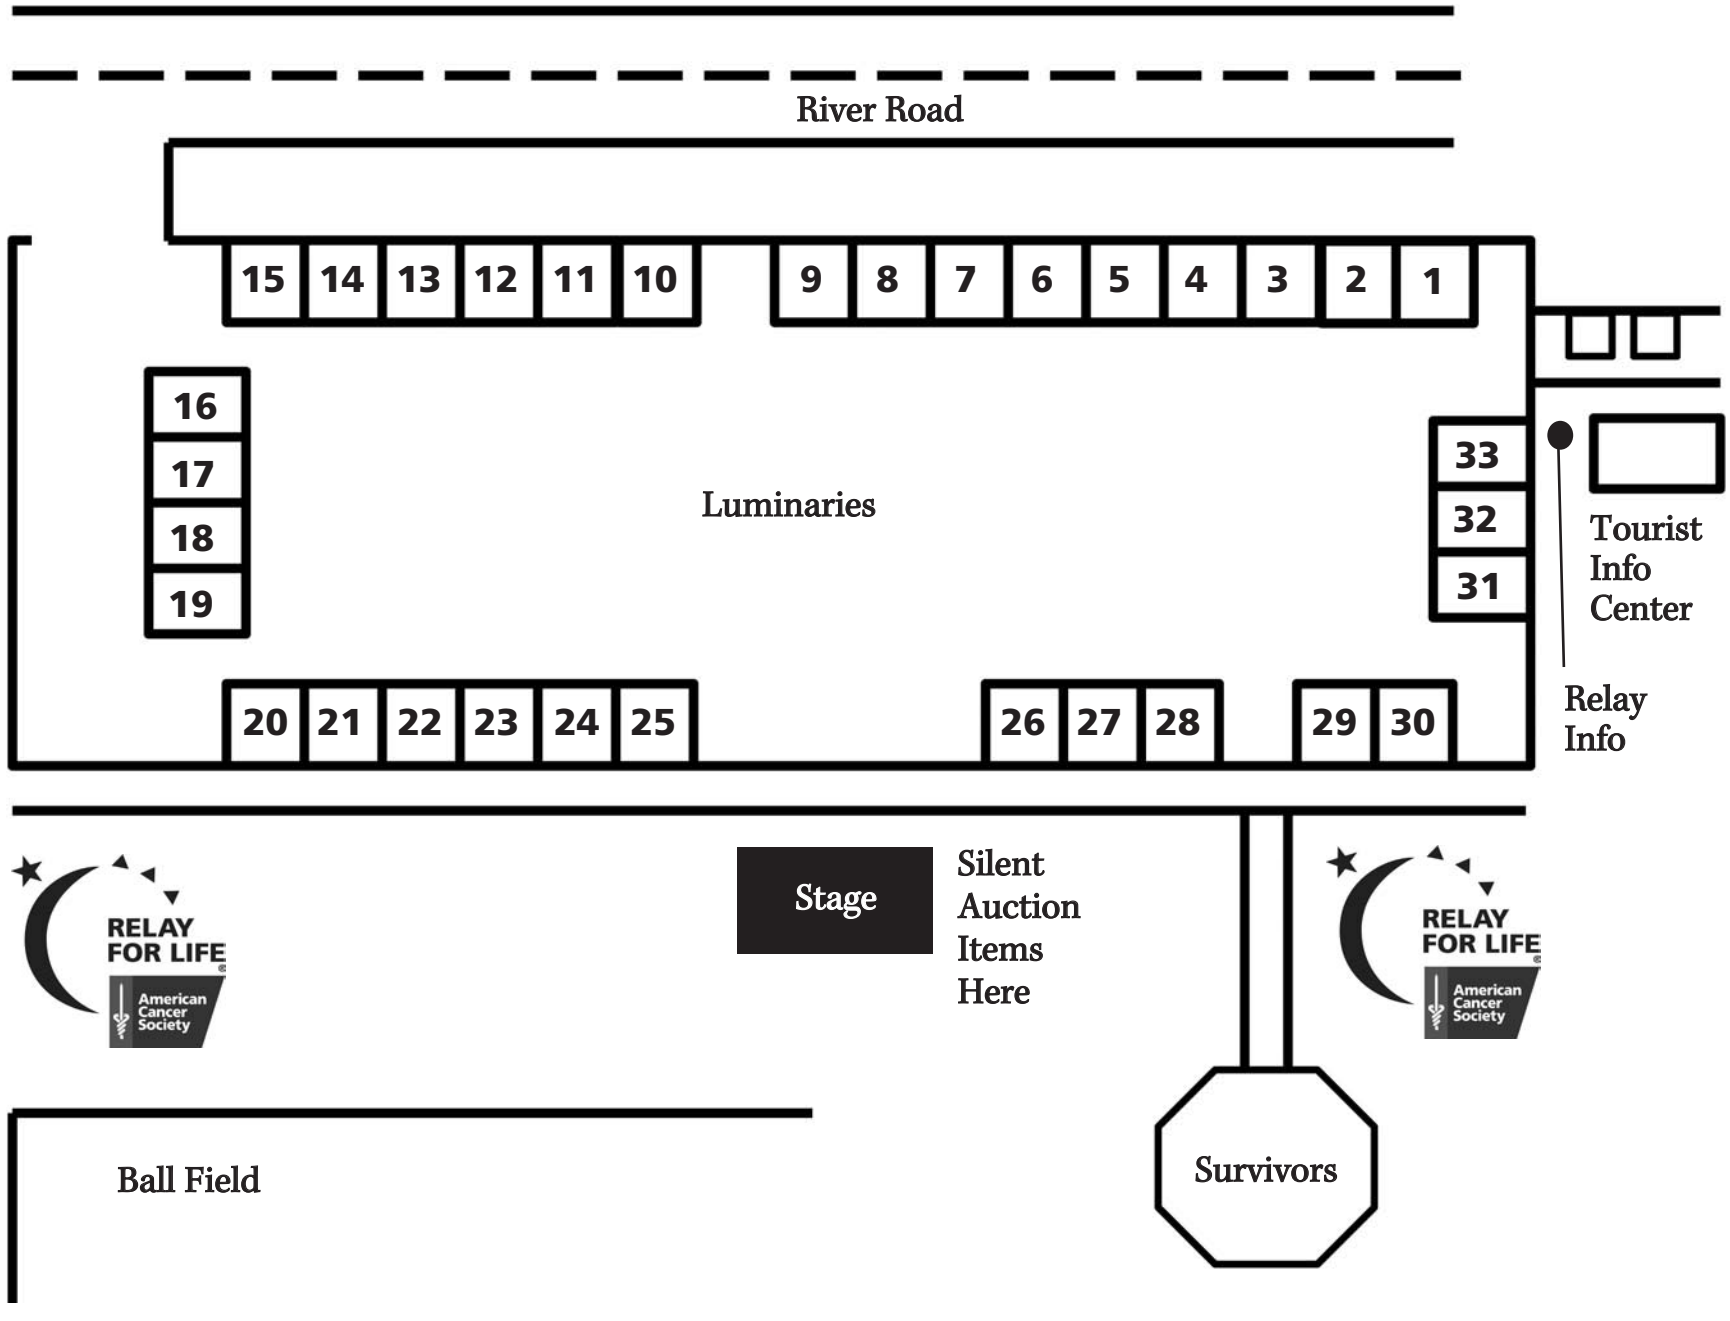 River Road
15 14 13 12 11 10 9 8 7 6 5 4 3 2 1
16
17
18
19
Luminaries
33
32
31
Tourist
Info
Center
Relay
Info
20 21 22 23 24 25 26 27 28 29 30
RELAY
FOR LIFE®
American
Cancer
Society
Stage
Silent
Auction
Items
Here
RELAY
FOR LIFE®
American
Cancer
Society
Ball Field
Survivors